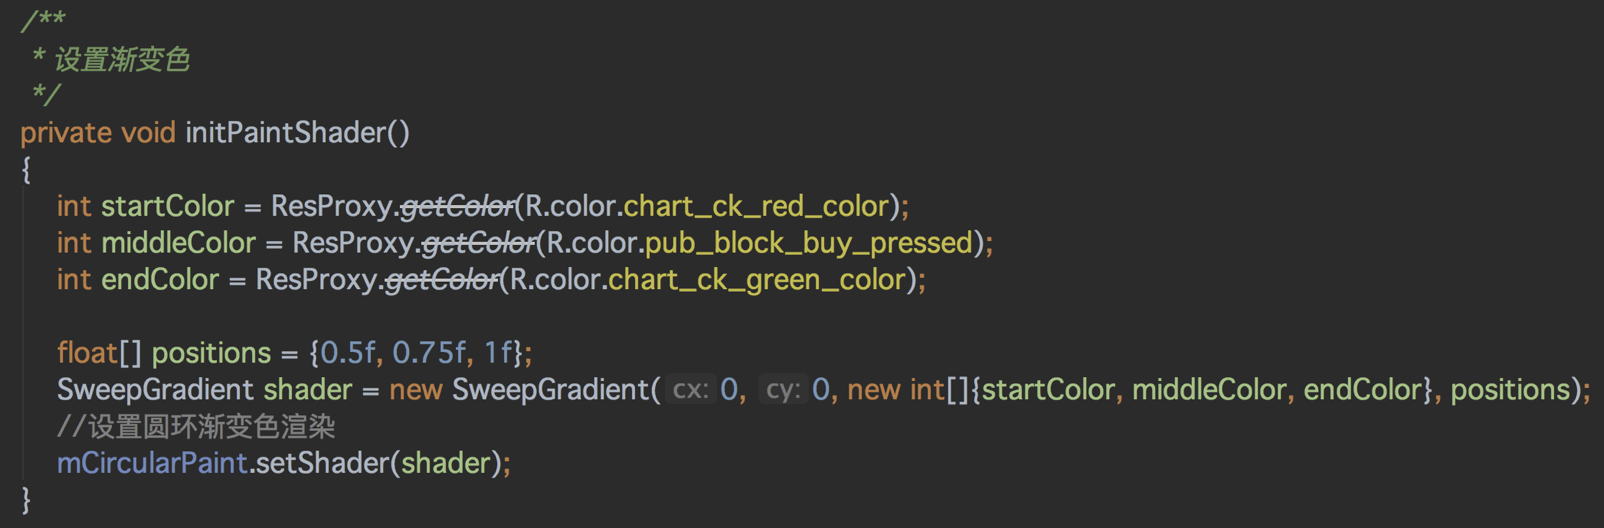 /**
* 设置渐变色
*/
private void initPaintShader()
{
int startColor = ResProxy.getColor(R.color.chart_ck_red_color);
int middleColor = ResProxy.getColor(R.color.pub_block_buy_pressed);
int endColor = ResProxy.getColor(R.color.chart_ck_green_color);
float[] positions = {0.5f, 0.75f, 1f};
SweepGradient shader = new SweepGradient( cx: 0, cy: 0, new int[]{startColor, middleColor, endColor}, positions);
//设置圆环渐变色渲染
mCircularPaint.setShader(shader);
}